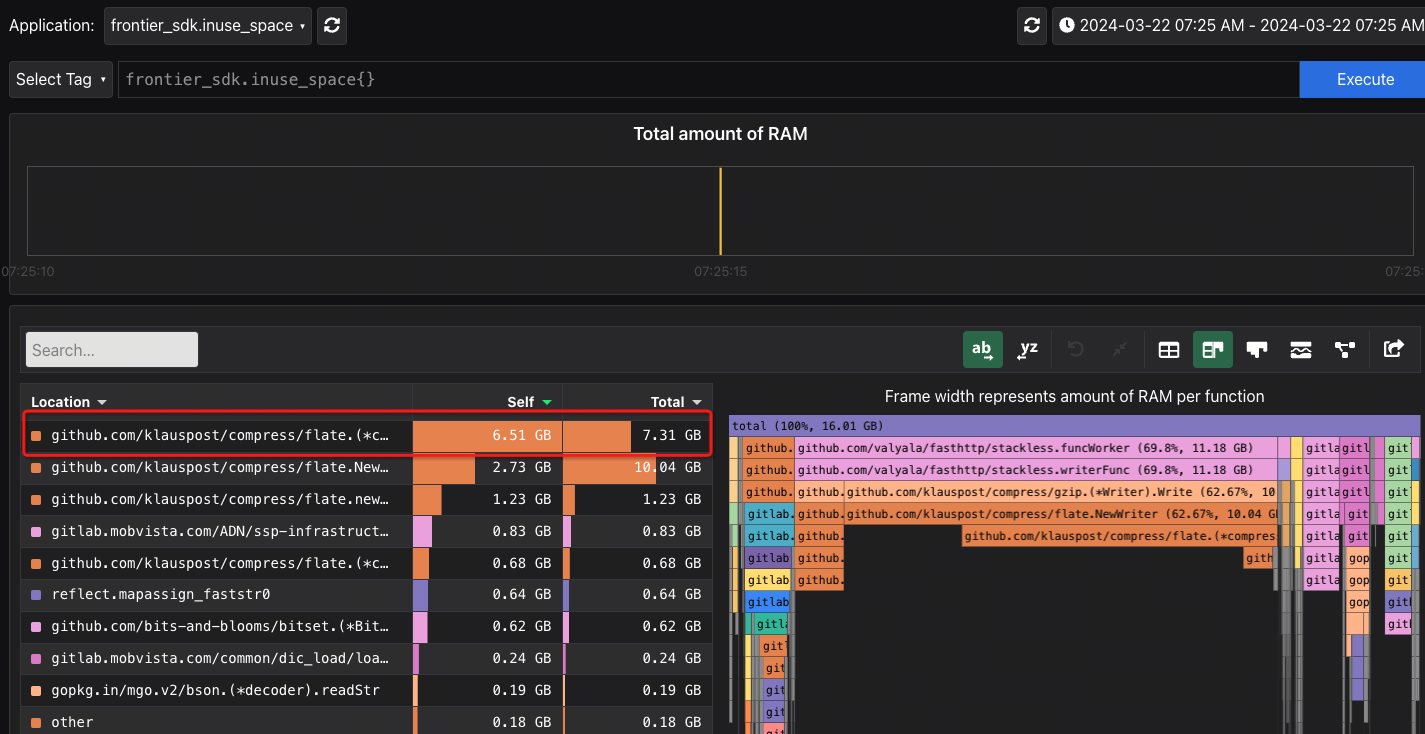 Application: frontier_sdk.inuse_space 2024-03-22 07:25 AM - 2024-03-22 07:25 AM
Select Tag frontier_sdk.inuse_space{} Execute
Total amount of RAM
07:25:10 07:25:15 07:25:
Search... ab yz
Location Self Total
github.com/klauspost/compress/flate.(*c… 6.51 GB 7.31 GB
github.com/klauspost/compress/flate.New… 2.73 GB 10.04 GB
github.com/klauspost/compress/flate.new… 1.23 GB 1.23 GB
gitlab.mobvista.com/ADN/ssp-infrastruct… 0.83 GB 0.83 GB
github.com/klauspost/compress/flate.(*c… 0.68 GB 0.68 GB
reflect.mapassign_faststr0 0.64 GB 0.64 GB
github.com/bits-and-blooms/bitset.(*Bit… 0.62 GB 0.62 GB
gitlab.mobvista.com/common/dic_load/loa… 0.24 GB 0.24 GB
gopkg.in/mgo.v2/bson.(*decoder).readStr 0.19 GB 0.19 GB
other 0.18 GB 0.18 GB
Frame width represents amount of RAM per function
total (100%, 16.01 GB)
github. github.com/valyala/fasthttp/stackless.funcWorker (69.8%, 11.18 GB) gitla gitl git
github. github.com/valyala/fasthttp/stackless.writerFunc (69.8%, 11.18 GB) gitla gitl git
github. github. github.com/klauspost/compress/gzip.(*Writer).Write (62.67%, 10 gitla gitl git
gitlab. github. github.com/klauspost/compress/flate.NewWriter (62.67%, 10.04 G gitla git git
gitlab. github. github.com/klauspost/compress/flate.(*compres gitla git git
gitlab github. gith gitla gop git
gitlab github. gitla gop git
gitlab gop gitl
gitla gitl
gitl
git
git
git
git